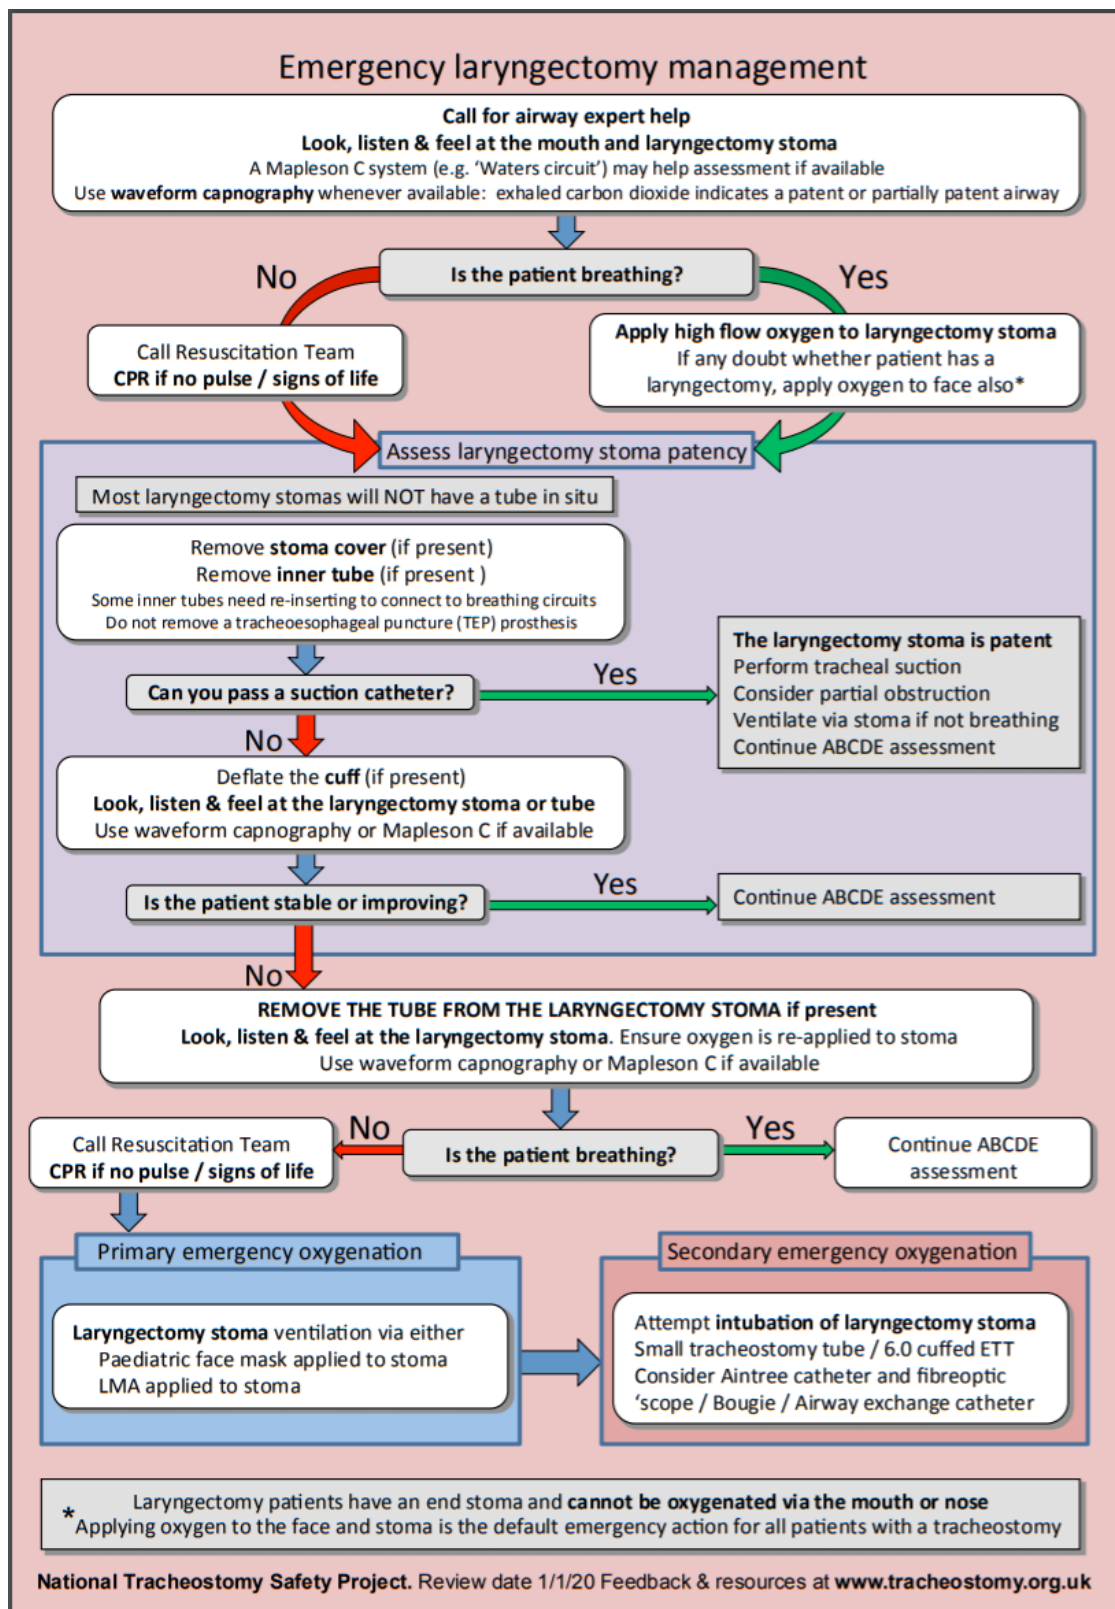 Emergency laryngectomy management
Call for airway expert help
Look, listen & feel at the mouth and laryngectomy stoma
A Mapleson C system (e.g. ‘Waters circuit’) may help assessment if available
Use waveform capnography whenever available: exhaled carbon dioxide indicates a patent or partially patent airway
No
Is the patient breathing?
Yes
Call Resuscitation Team
CPR if no pulse / signs of life
Apply high flow oxygen to laryngectomy stoma
If any doubt whether patient has a
laryngectomy, apply oxygen to face also*
Assess laryngectomy stoma patency
Most laryngectomy stomas will NOT have a tube in situ
Remove stoma cover (if present)
Remove inner tube (if present )
Some inner tubes need re-inserting to connect to breathing circuits
Do not remove a tracheoesophageal puncture (TEP) prosthesis
Can you pass a suction catheter?
Yes
The laryngectomy stoma is patent
Perform tracheal suction
Consider partial obstruction
Ventilate via stoma if not breathing
Continue ABCDE assessment
No
Deflate the cuff (if present)
Look, listen & feel at the laryngectomy stoma or tube
Use waveform capnography or Mapleson C if available
Is the patient stable or improving?
Yes
Continue ABCDE assessment
No
REMOVE THE TUBE FROM THE LARYNGECTOMY STOMA if present
Look, listen & feel at the laryngectomy stoma. Ensure oxygen is re-applied to stoma
Use waveform capnography or Mapleson C if available
Call Resuscitation Team
CPR if no pulse / signs of life
No
Is the patient breathing?
Yes
Continue ABCDE
assessment
Primary emergency oxygenation
Laryngectomy stoma ventilation via either
Paediatric face mask applied to stoma
LMA applied to stoma
Secondary emergency oxygenation
Attempt intubation of laryngectomy stoma
Small tracheostomy tube / 6.0 cuffed ETT
Consider Aintree catheter and fibreoptic
‘scope / Bougie / Airway exchange catheter
Laryngectomy patients have an end stoma and cannot be oxygenated via the mouth or nose
*Applying oxygen to the face and stoma is the default emergency action for all patients with a tracheostomy
National Tracheostomy Safety Project. Review date 1/1/20 Feedback & resources at www.tracheostomy.org.uk